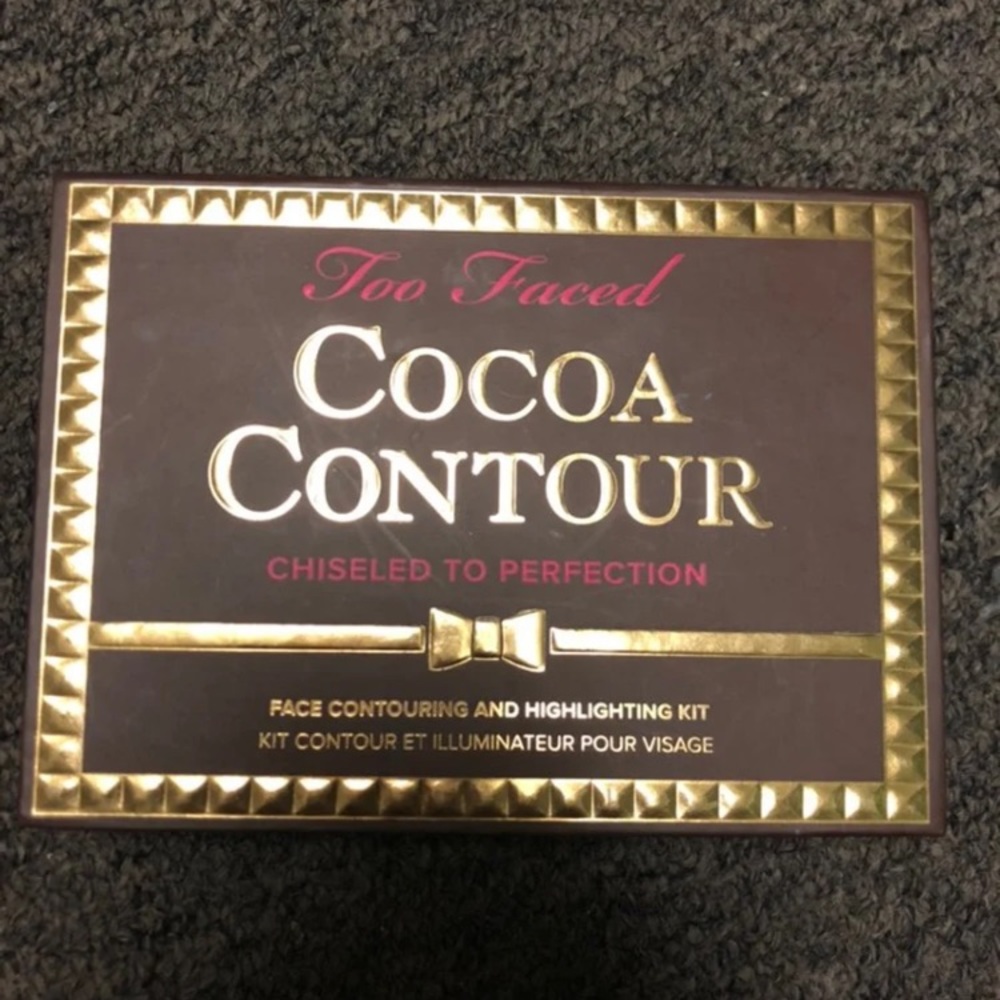 Too Faced
COCOA
CONTOUR
CHISELED TO PERFECTION
FACE CONTOURING AND HIGHLIGHTING KIT
KIT CONTOUR ET ILLUMINATEUR POUR VISAGE